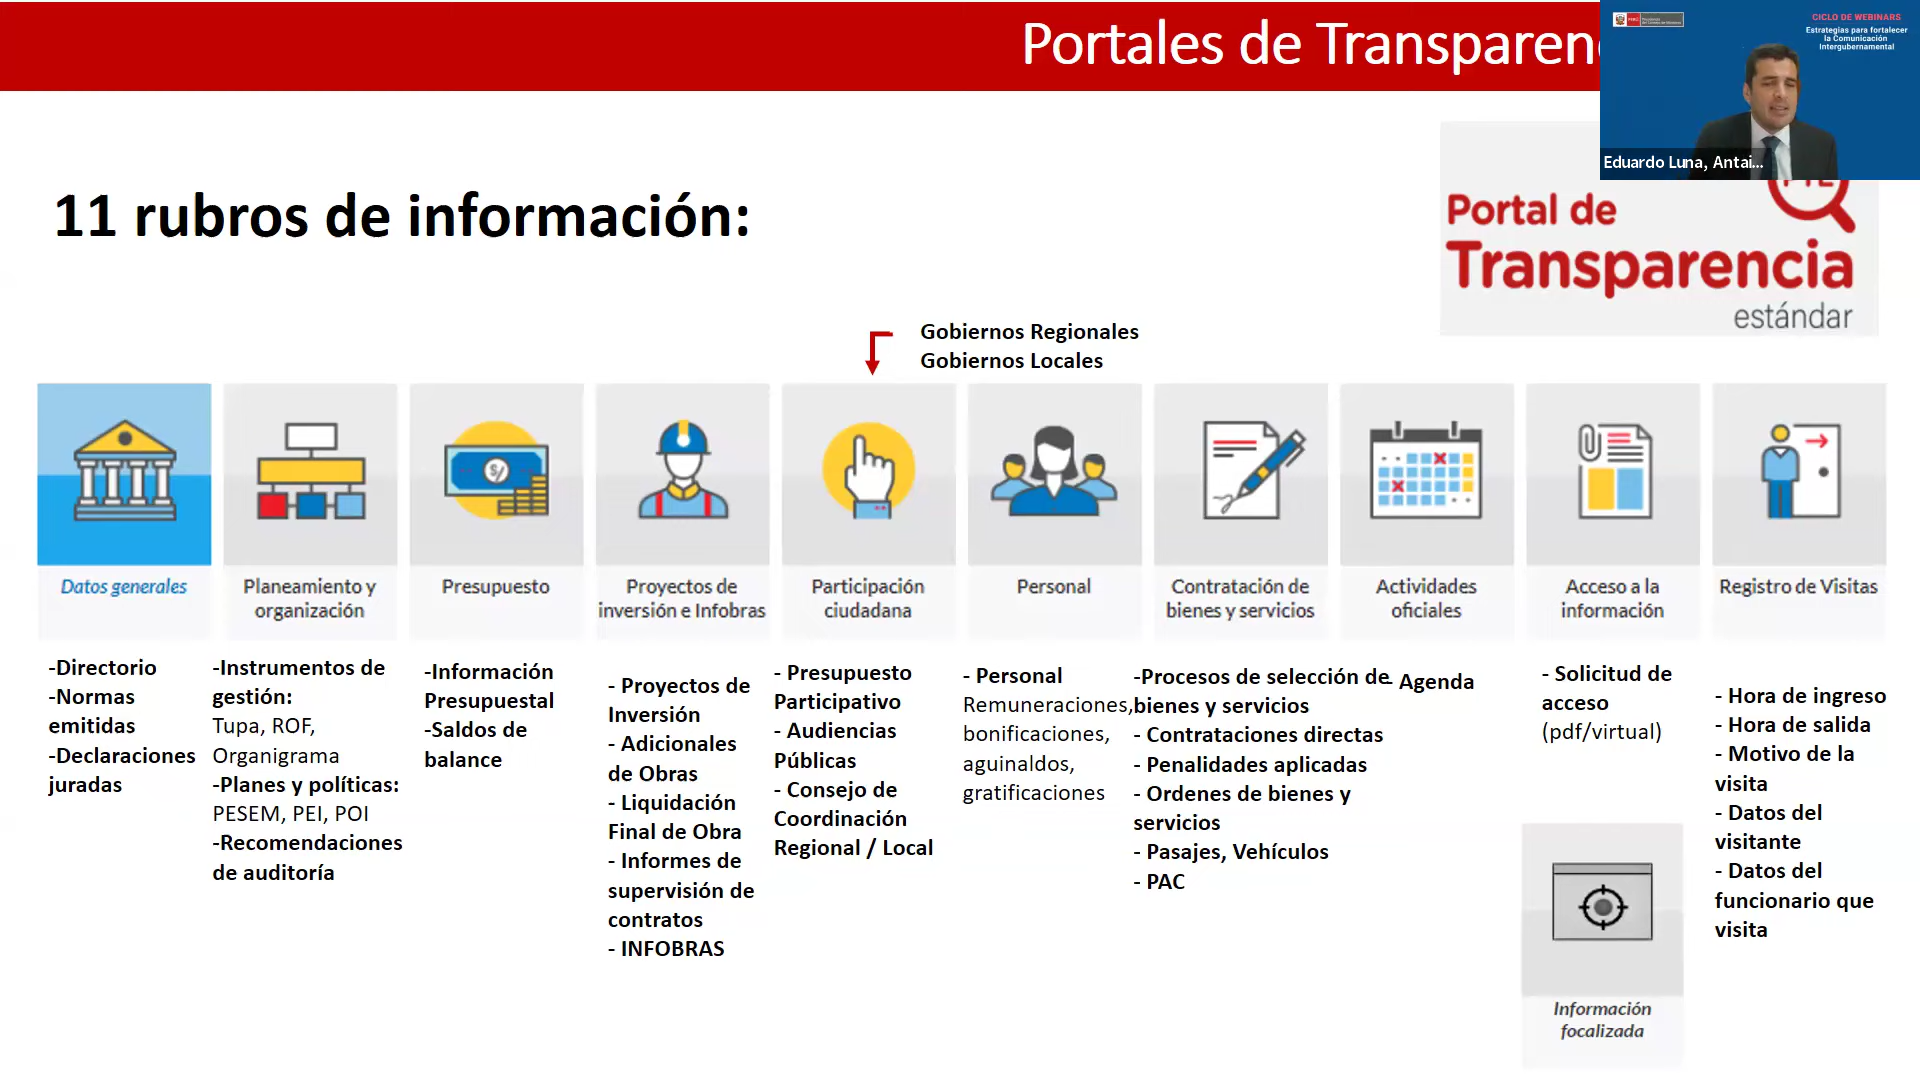 Portales de Transparen
CICLO DE WEBINARS
Estrategias para fortalecer
la Comunicación
Intergubernamental
Eduardo Luna, Antai...
11 rubros de información:
Portal de
Transparencia
estándar
Gobiernos Regionales
Gobiernos Locales
Datos generales
Planeamiento y
organización
Presupuesto
Proyectos de
inversión e Infobras
Participación
ciudadana
Personal
Contratación de
bienes y servicios
Actividades
oficiales
Acceso a la
información
Registro de Visitas
-Directorio
-Normas
emitidas
-Declaraciones
juradas
-Instrumentos de
gestión:
Tupa, ROF,
Organigrama
-Planes y políticas:
PESEM, PEI, POI
-Recomendaciones
de auditoría
-Información
Presupuestal
-Saldos de
balance
- Proyectos de
Inversión
- Adicionales
de Obras
- Liquidación
Final de Obra
- Informes de
supervisión de
contratos
- INFOBRAS
- Presupuesto
Participativo
- Audiencias
Públicas
- Consejo de
Coordinación
Regional / Local
- Personal
Remuneraciones,
bonificaciones,
aguinaldos,
gratificaciones
-Procesos de selección de
bienes y servicios
- Contrataciones directas
- Penalidades aplicadas
- Ordenes de bienes y
servicios
- Pasajes, Vehículos
- PAC
- Agenda
- Solicitud de
acceso
(pdf/virtual)
- Hora de ingreso
- Hora de salida
- Motivo de la
visita
- Datos del
visitante
- Datos del
funcionario que
visita
Información
focalizada